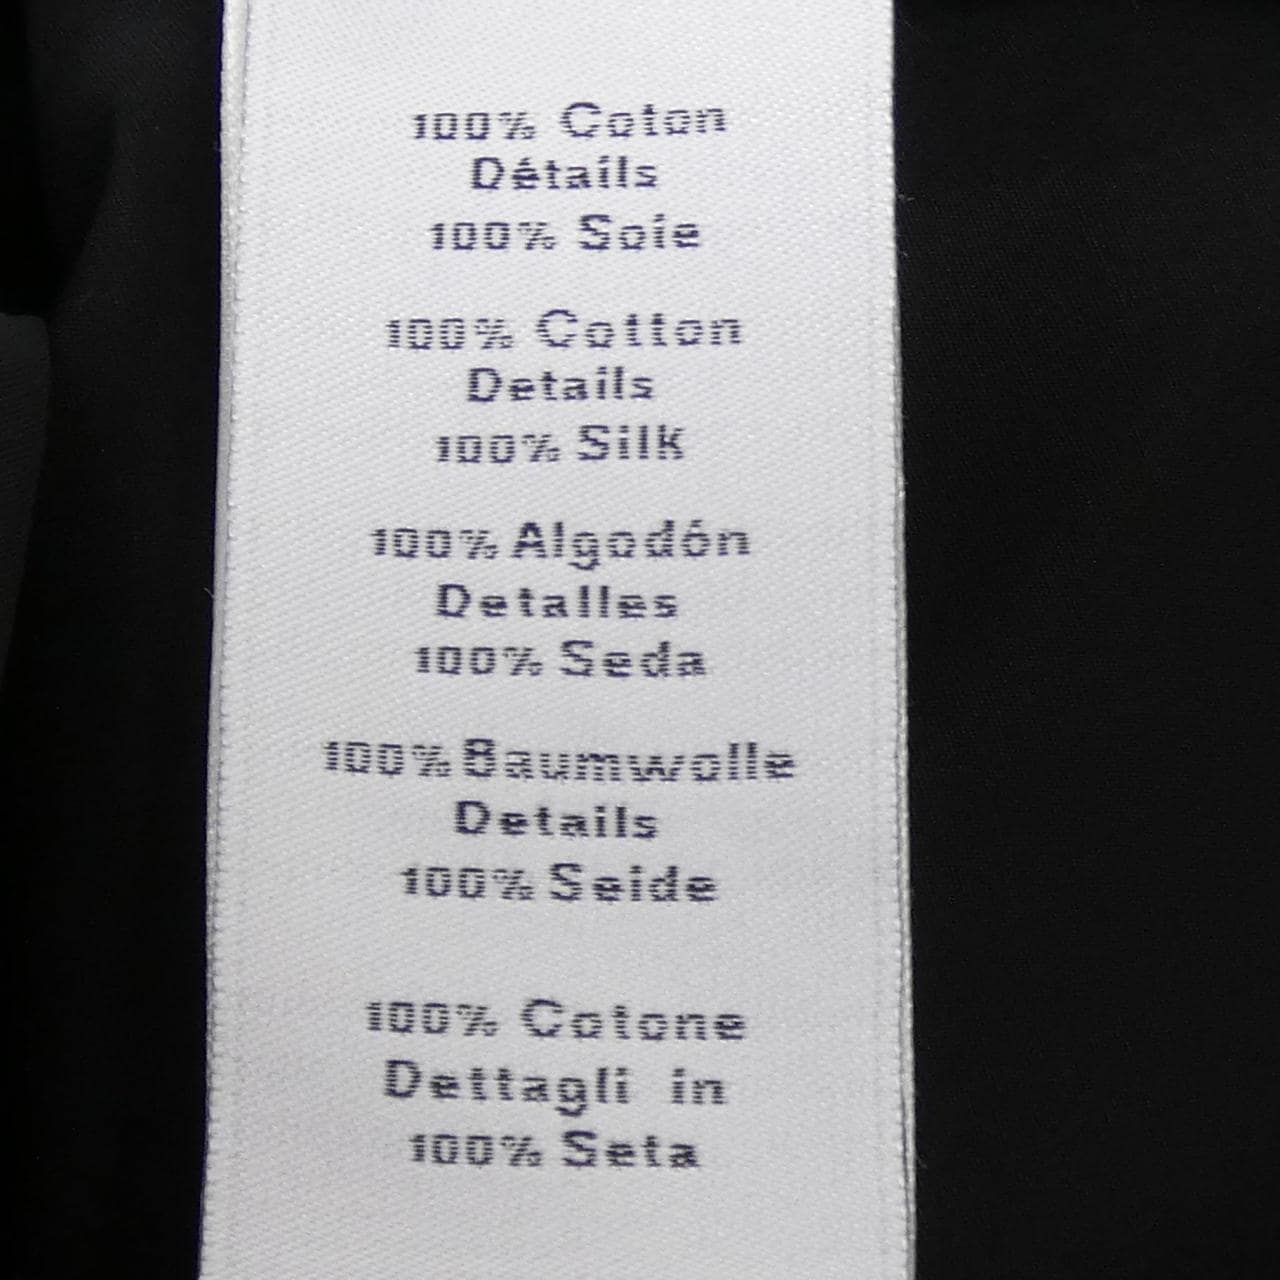 100% Coton
Détails
100% Soie
100% Cotton
Details
100% Silk
100% Algodón
Detalles
100% Seda
100% Baumwolle
Details
100% Seide
100% Cotone
Dettagli in
100% Seta